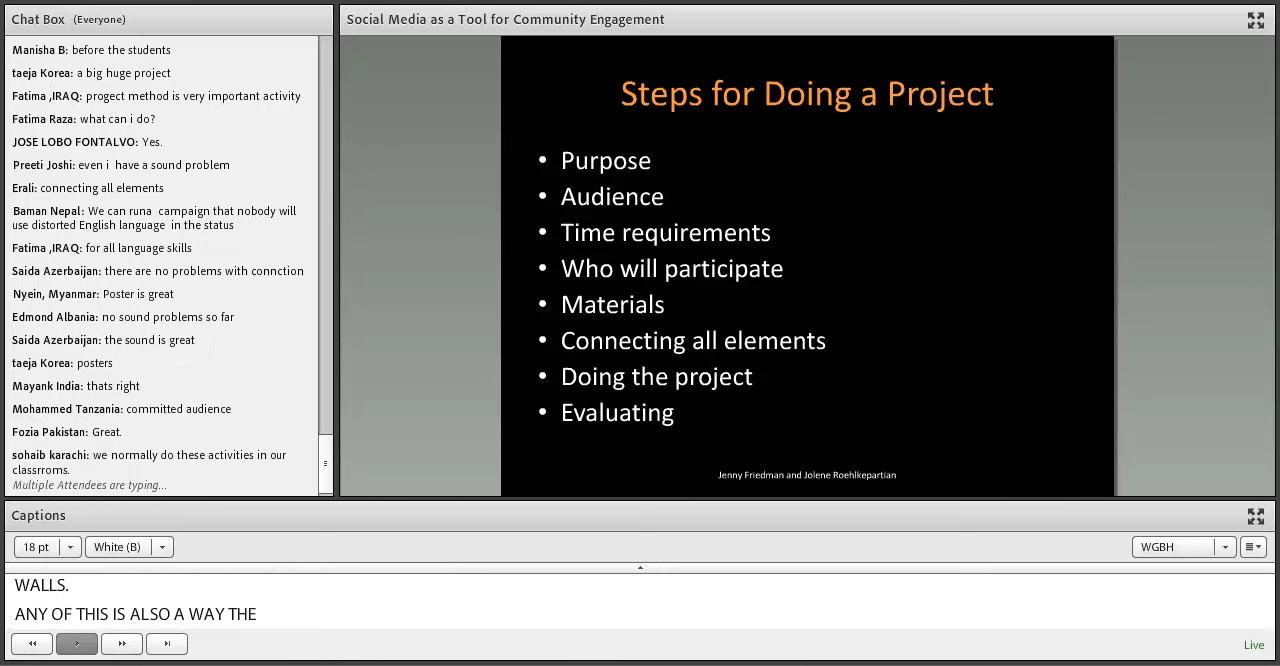 Chat Box (Everyone)
Manisha B: before the students
taeja Korea: a big huge project
Fatima ,IRAQ: progect method is very important activity
Fatima Raza: what can i do?
JOSE LOBO FONTALVO: Yes.
Preeti Joshi: even i have a sound problem
Erali: connecting all elements
Baman Nepal: We can runa campaign that nobody will
use distorted English language in the status
Fatima ,IRAQ: for all language skills
Saida Azerbaijan: there are no problems with connction
Nyein, Myanmar: Poster is great
Edmond Albania: no sound problems so far
Saida Azerbaijan: the sound is great
taeja Korea: posters
Mayank India: thats right
Mohammed Tanzania: committed audience
Fozia Pakistan: Great.
sohaib karachi: we normally do these activities in our
classrroms.
Multiple Attendees are typing...
Social Media as a Tool for Community Engagement
Steps for Doing a Project
• Purpose
• Audience
• Time requirements
• Who will participate
• Materials
• Connecting all elements
• Doing the project
• Evaluating
Jenny Friedman and Jolene Roehlkepartian
Captions
18 pt White (B) WGBH
WALLS.
ANY OF THIS IS ALSO A WAY THE
Live